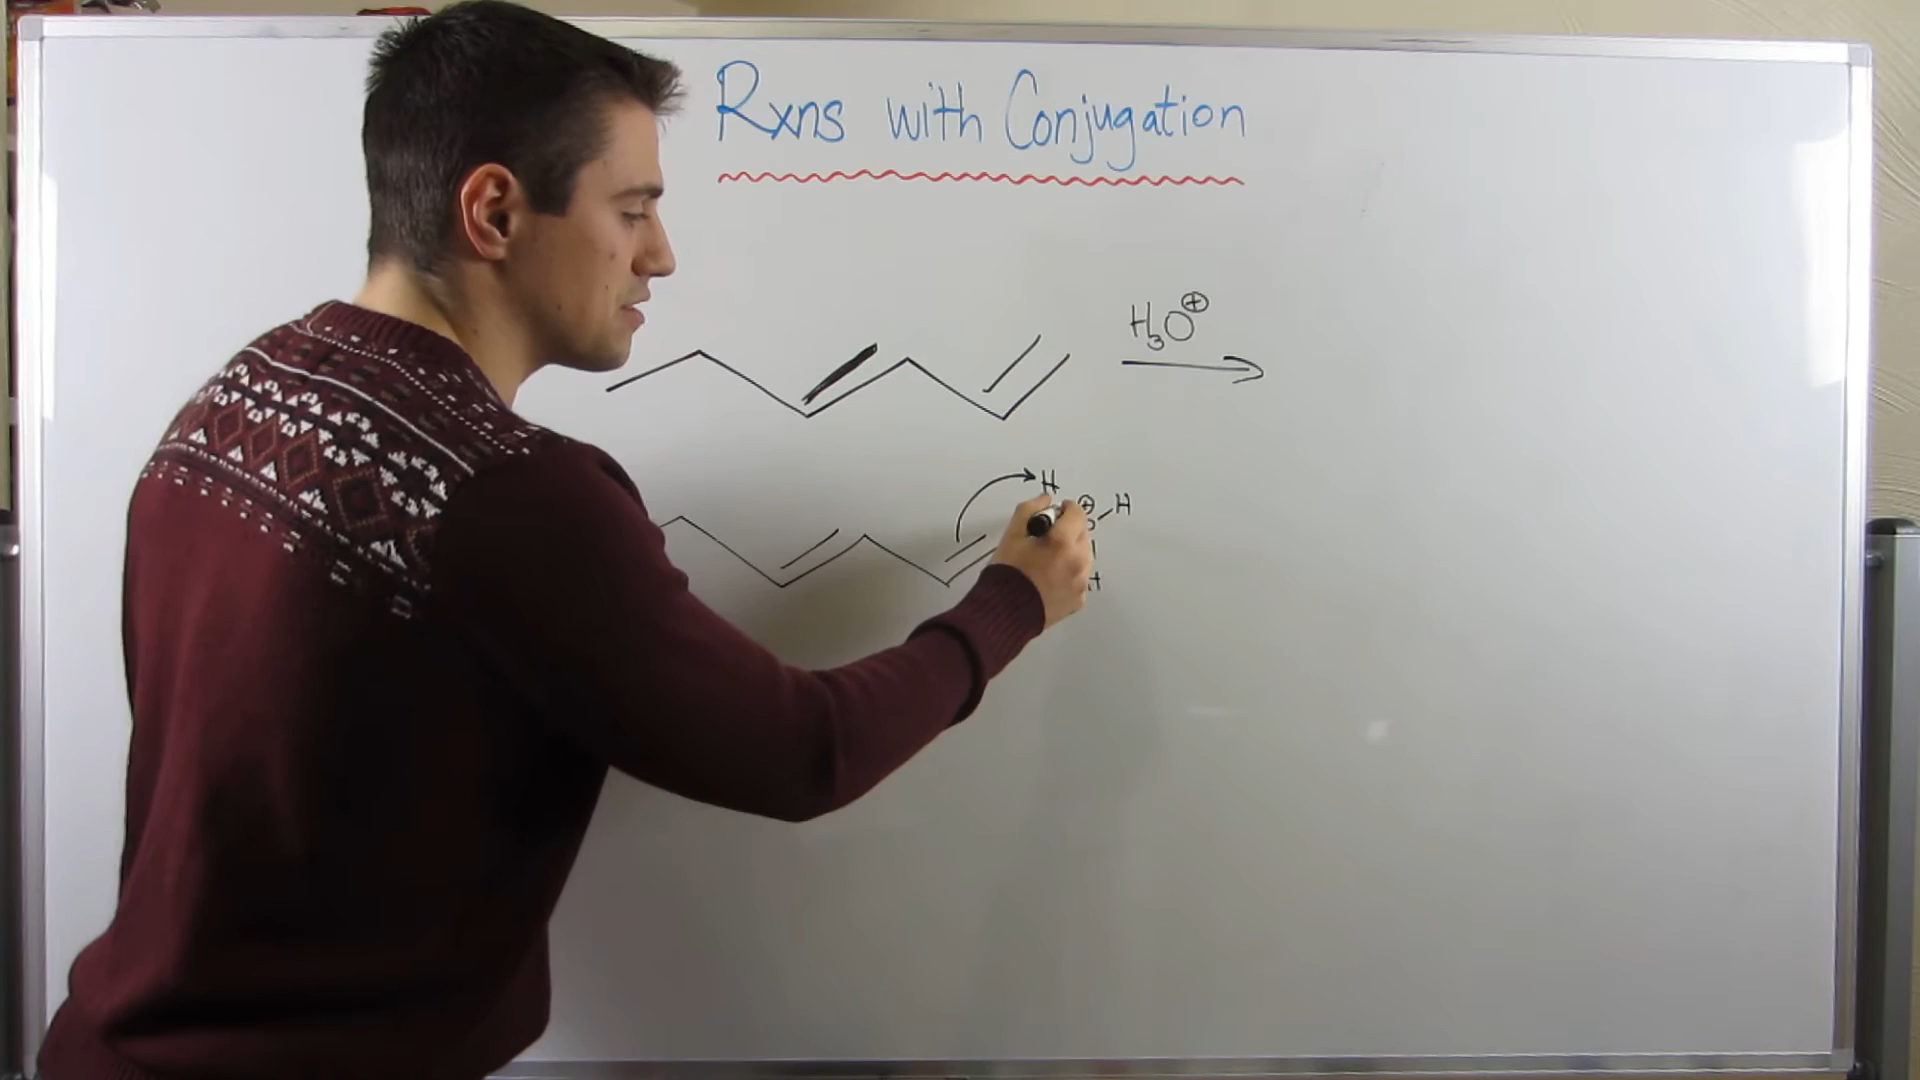 Rxns with Conjugation
H₃O⊕
H
⊕ H
H